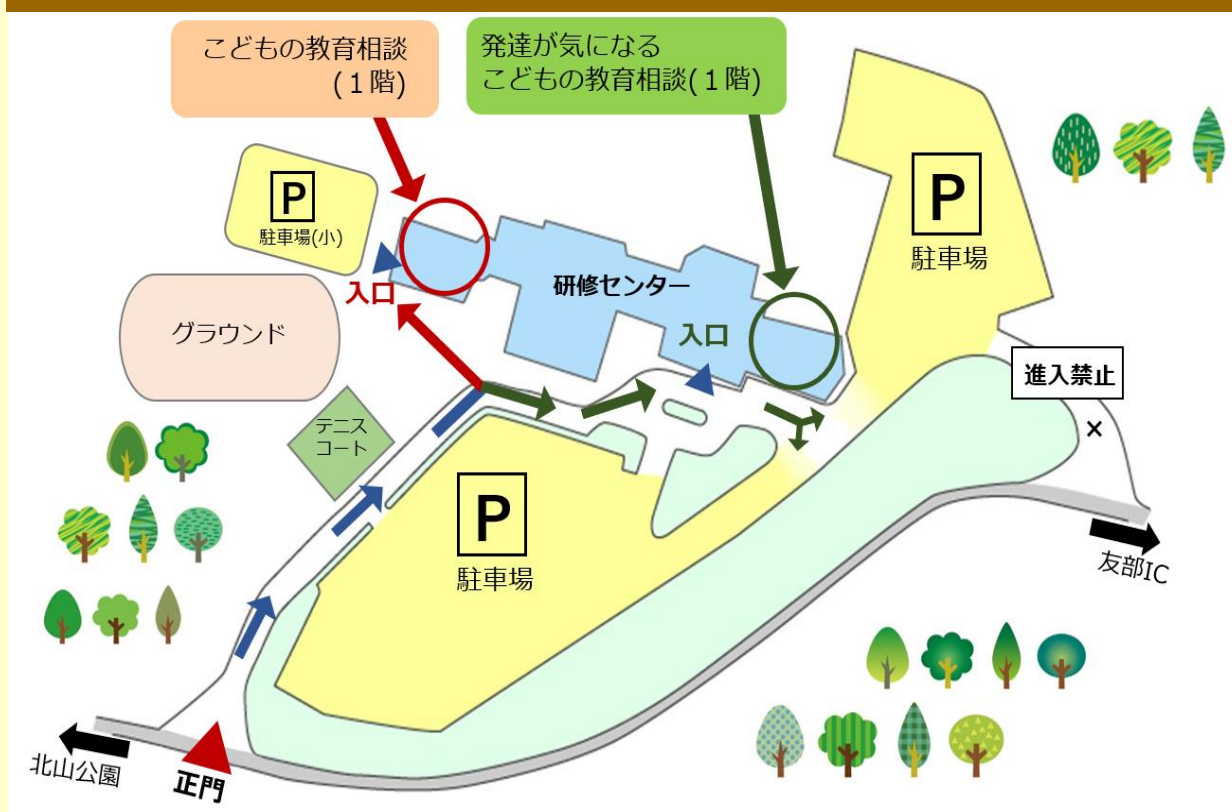 こどもの教育相談
(１階)
発達が気になる
こどもの教育相談(１階)
P
駐車場(小)
P
駐車場
入口
研修センター
入口
グラウンド
進入禁止
×
テニス
コート
P
駐車場
友部IC
北山公園
正門